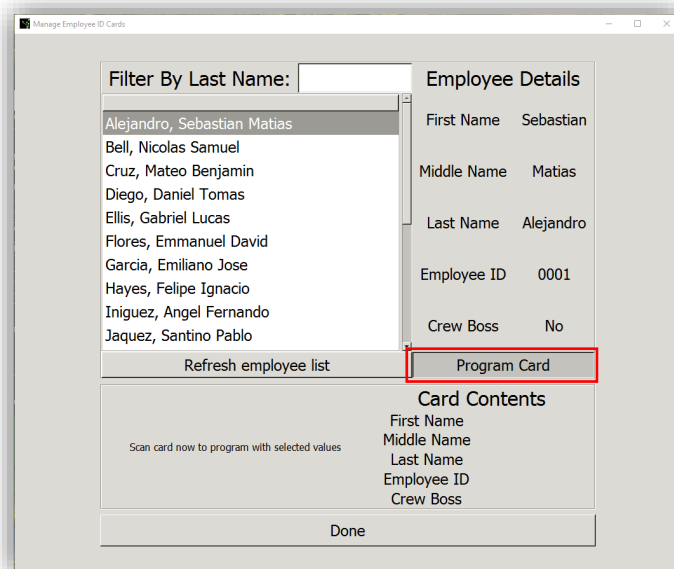 Manage Employee ID Cards
Filter By Last Name:
Alejandro, Sebastian Matias
Bell, Nicolas Samuel
Cruz, Mateo Benjamin
Diego, Daniel Tomas
Ellis, Gabriel Lucas
Flores, Emmanuel David
Garcia, Emiliano Jose
Hayes, Felipe Ignacio
Iniguez, Angel Fernando
Jaquez, Santino Pablo
Refresh employee list
Employee Details
First Name Sebastian
Middle Name Matias
Last Name Alejandro
Employee ID 0001
Crew Boss No
Program Card
Scan card now to program with selected values
Card Contents
First Name
Middle Name
Last Name
Employee ID
Crew Boss
Done